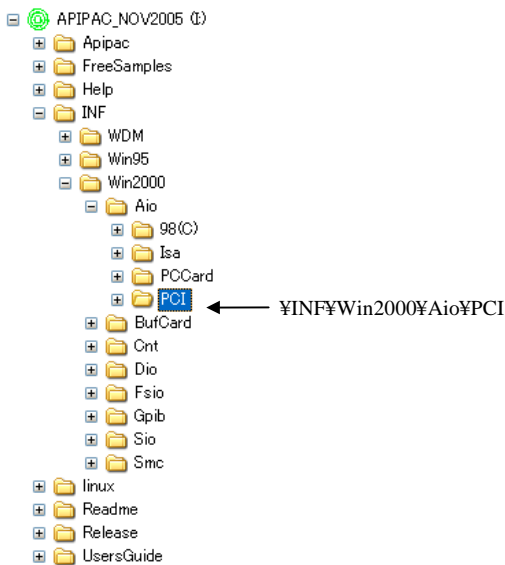 APIPAC_NOV2005 (I:)
Apipac
FreeSamples
Help
INF
WDM
Win95
Win2000
Aio
98(C)
Isa
PCCard
PCI
¥INF¥Win2000¥Aio¥PCI
BufCard
Cnt
Dio
Fsio
Gpib
Sio
Smc
linux
Readme
Release
UsersGuide